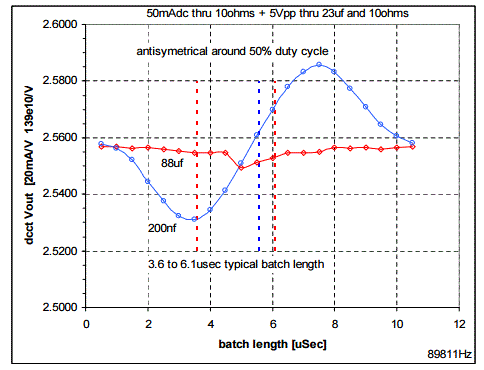 50mAdc thru 10ohms + 5Vpp thru 23uf and 10ohms
antisymetrical around 50% duty cycle
2.6000
2.5800
2.5600
2.5400
2.5200
2.5000
dcct Vout [20mA/V 139e10/V
88uf
200nf
3.6 to 6.1usec typical batch length
0 2 4 6 8 10 12
batch length [uSec]
89811Hz